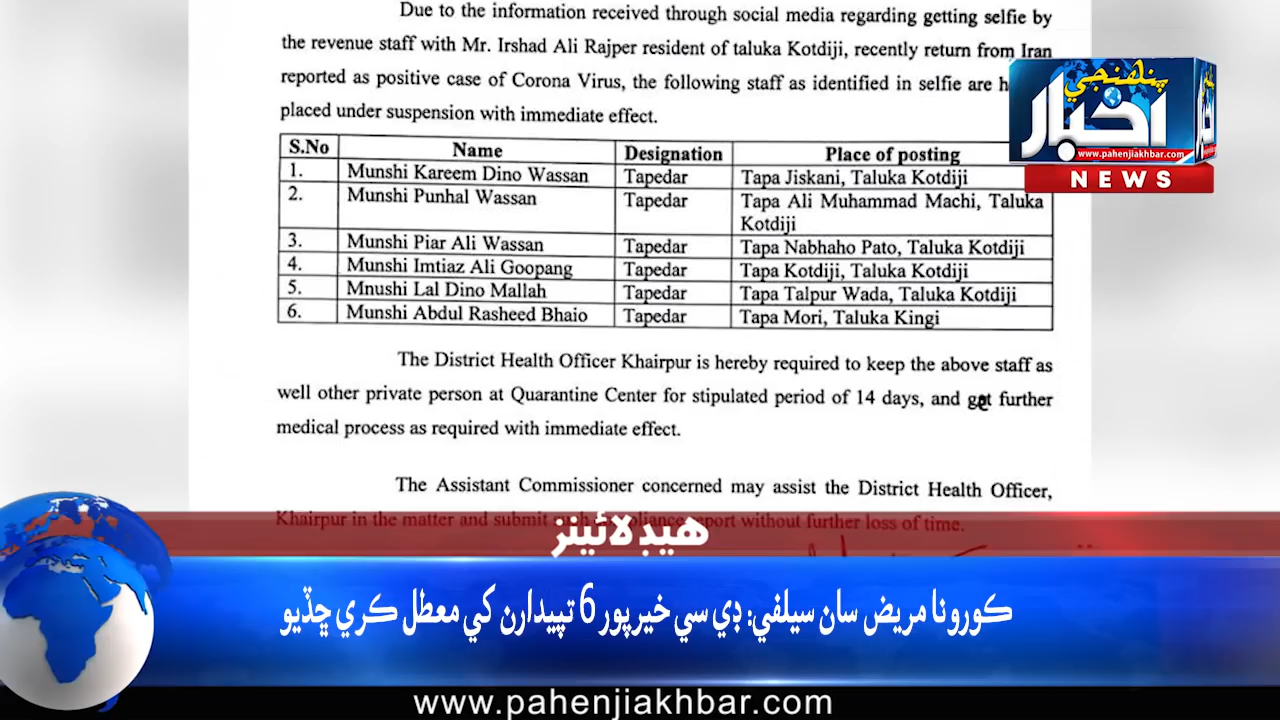 Due to the information received through social media regarding getting selfie by
the revenue staff with Mr. Irshad Ali Rajper resident of taluka Kotdiji, recently return from Iran
reported as positive case of Corona Virus, the following staff as identified in selfie are
placed under suspension with immediate effect.
S.No Name Designation Place of posting
1. Munshi Kareem Dino Wassan Tapedar Tapa Jiskani, Taluka Kotdiji
2. Munshi Punhal Wassan Tapedar Tapa Ali Muhammad Machi, Taluka
Kotdiji
3. Munshi Piar Ali Wassan Tapedar Tapa Nabhaho Pato, Taluka Kotdiji
4. Munshi Imtiaz Ali Goopang Tapedar Tapa Kotdiji, Taluka Kotdiji
5. Mnushi Lal Dino Mallah Tapedar Tapa Talpur Wada, Taluka Kotdiji
6. Munshi Abdul Rasheed Bhaio Tapedar Tapa Mori, Taluka Kingi
The District Health Officer Khairpur is hereby required to keep the above staff as
well other private person at Quarantine Center for stipulated period of 14 days, and get further
medical process as required with immediate effect.
The Assistant Commissioner concerned may assist the District Health Officer,
Khairpur in the matter and submit report without further loss of time.
پنهنجي
اخبار
www.pahenjiakhbar.com
NEWS
هيڊلائينز
ڪورونا مريض سان سيلفي: ڊي سي خيرپور 6 تپيدارن کي معطل ڪري ڇڏيو
www.pahenjiakhbar.com